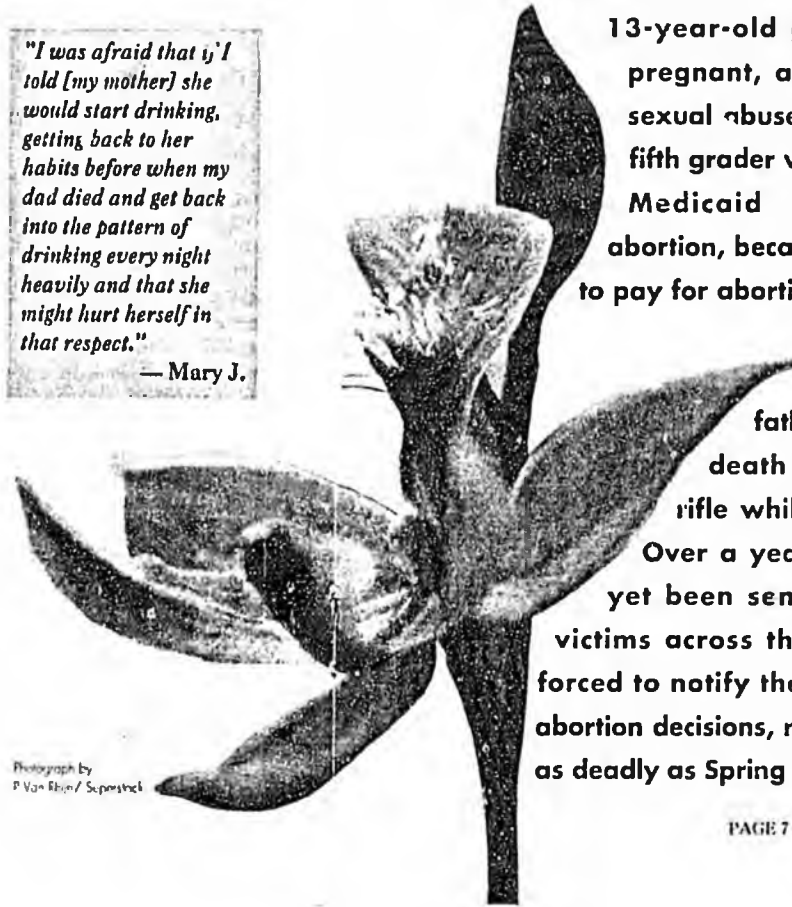 "I was afraid that if I
told [my mother] she
would start drinking,
getting back to her
habits before when my
dad died and get back
into the pattern of
drinking every night
heavily and that she
might hurt herself in
that respect."
— Mary J.
13-year-old
pregnant, a
sexual abuse
fifth grader
Medicaid
abortion, beca
to pay for aborti
fath
death
rifle whil
Over a yea
yet been sen
victims across th
forced to notify the
abortion decisions,
as deadly as Spring
Photograph by
P Van Rhijn / Superstock
PAGE 7